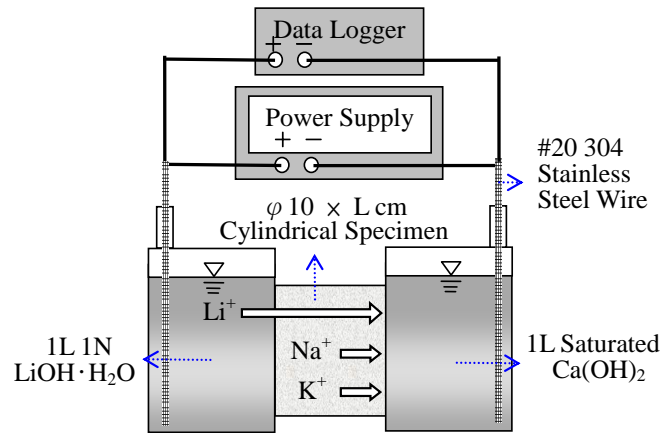 Data Logger
+ −
Power Supply
+ −
#20 304
Stainless
Steel Wire
φ 10 × L cm
Cylindrical Specimen
Li⁺
Na⁺
K⁺
1L 1N
LiOH·H₂O
1L Saturated
Ca(OH)₂